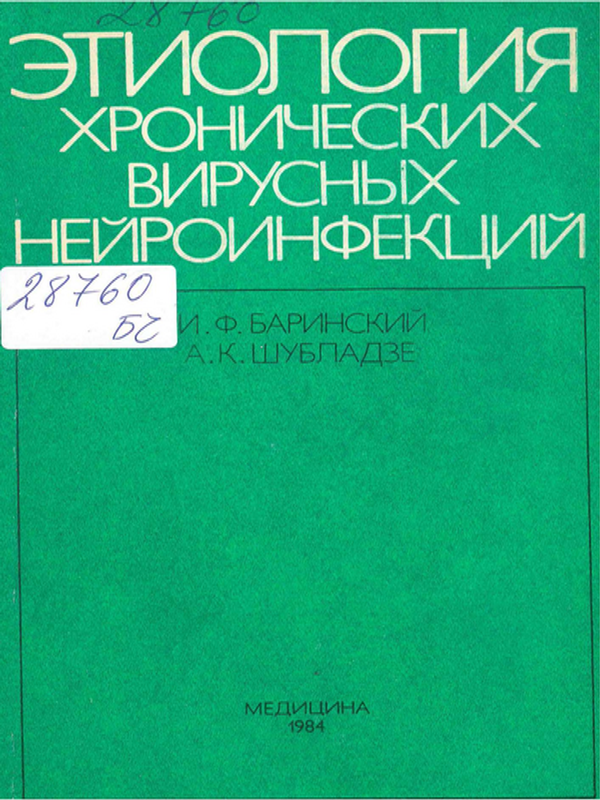 28760
ЭТИОЛОГИЯ
ХРОНИЧЕСКИХ
ВИРУСНЫХ
НЕЙРОИНФЕКЦИЙ
28760
БС
И. Ф. БАРИНСКИЙ
А. К. ШУБЛАДЗЕ
МЕДИЦИНА
1984